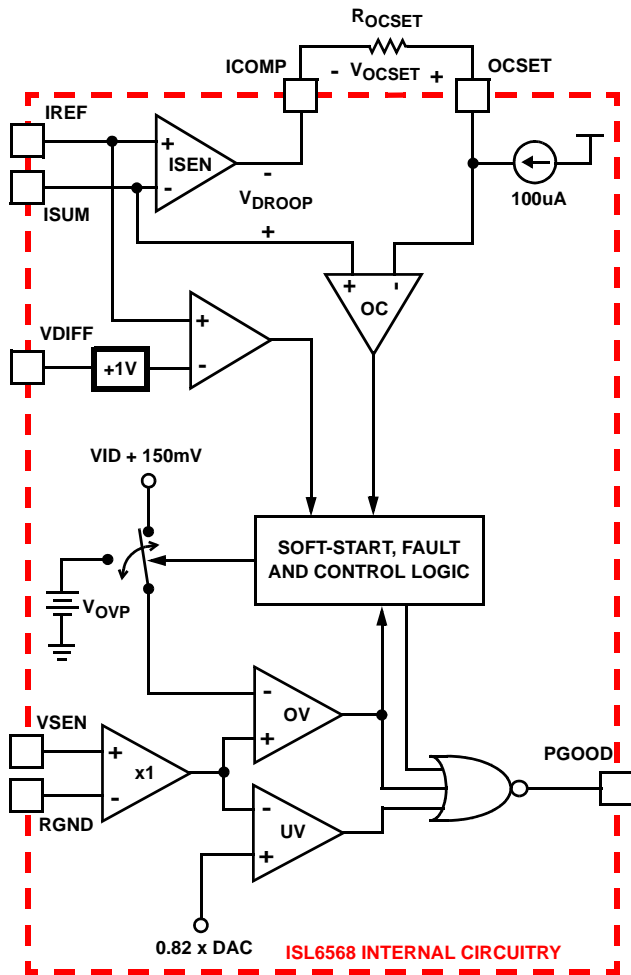 ROCSET
ICOMP
- VOCSET +
OCSET
IREF
+
ISEN
-
ISUM
-
VDROOP
+
100uA
+ -
OC
VDIFF
+1V
+
-
VID + 150mV
SOFT-START, FAULT
AND CONTROL LOGIC
VOVP
-
OV
+
VSEN
+
x1
-
RGND
-
UV
+
PGOOD
0.82 x DAC
ISL6568 INTERNAL CIRCUITRY